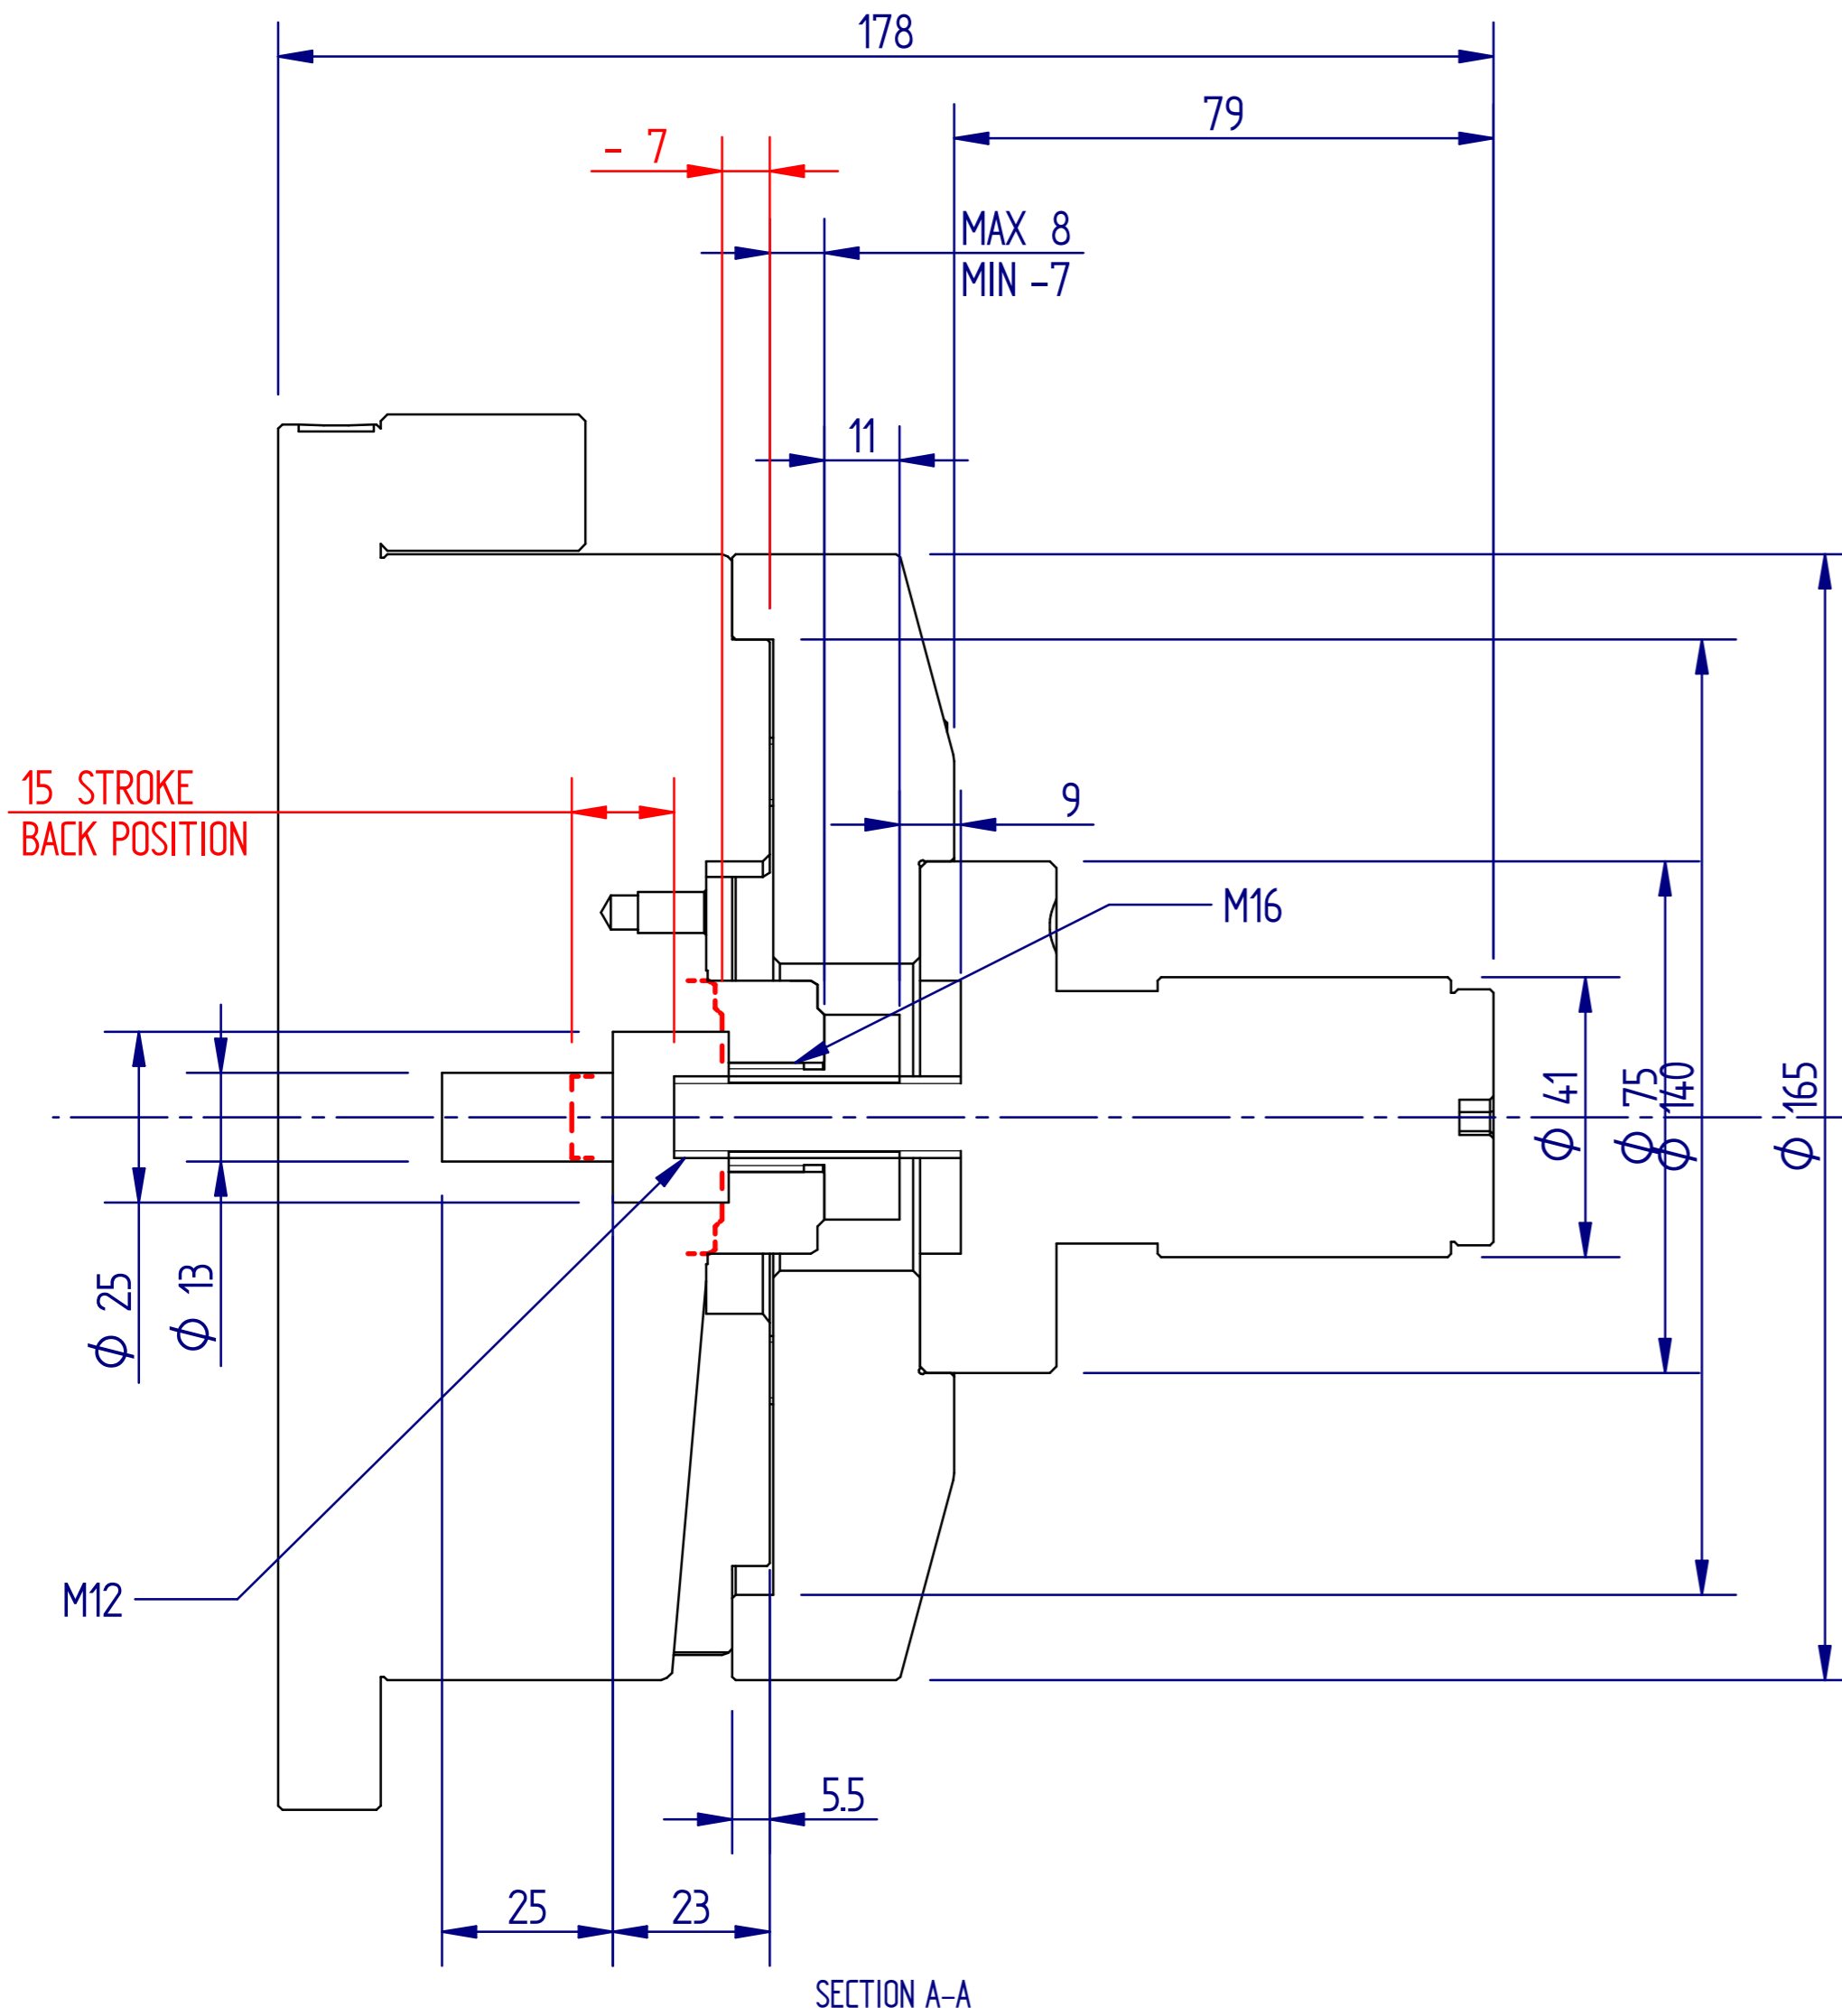 178
79
- 7
MAX 8
MIN -7
11
15 STROKE
BACK POSITION
9
M16
ϕ 41
ϕ 75
ϕ 140
ϕ 165
ϕ 25
ϕ 13
M12
5.5
25
23
SECTION A-A